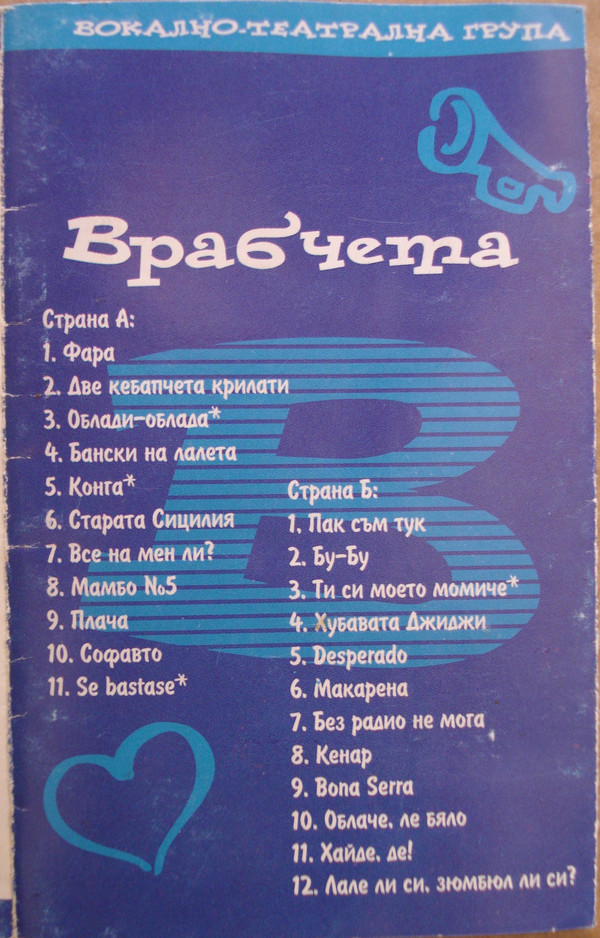 ВОКАЛНО-ТЕАТРАЛНА ГРУПА
Врабчета
Страна А:
1. Фара
2. Две кебапчета крилати
3. Облади-облада*
4. Бански на лалета
5. Конга*
6. Старата Сицилия
7. Все на мен ли?
8. Мамбо №5
9. Плача
10. Софавто
11. Se bastase*
Страна Б:
1. Пак съм тук
2. Бу-Бу
3. Ти си моето момиче*
4. Хубавата Джиджи
5. Desperado
6. Макарена
7. Без радио не мога
8. Кенар
9. Bona Serra
10. Облаче, ле бяло
11. Хайде, де!
12. Лале ли си, зюмбюл ли си?